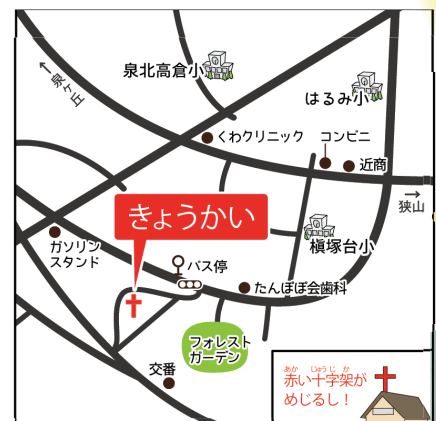 泉北高倉小
←泉ヶ丘
はるみ小
くわクリニック
コンビニ
近商
→
狭山
きょうかい
槇塚台小
ガソリン
スタンド
バス停
たんぽぽ会歯科
フォレスト
ガーデン
交番
あか じゅうじか
赤い十字架が
めじるし！